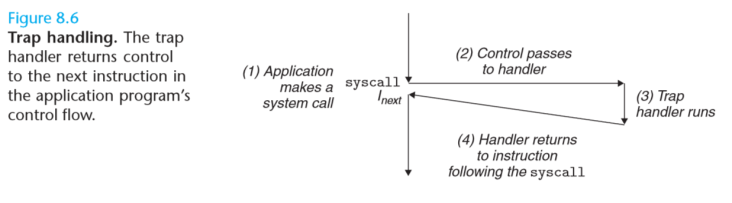 Figure 8.6
Trap handling. The trap
handler returns control
to the next instruction in
the application program's
control flow.
(1) Application
makes a
system call
syscall
Inext
(2) Control passes
to handler
(3) Trap
handler runs
(4) Handler returns
to instruction
following the syscall